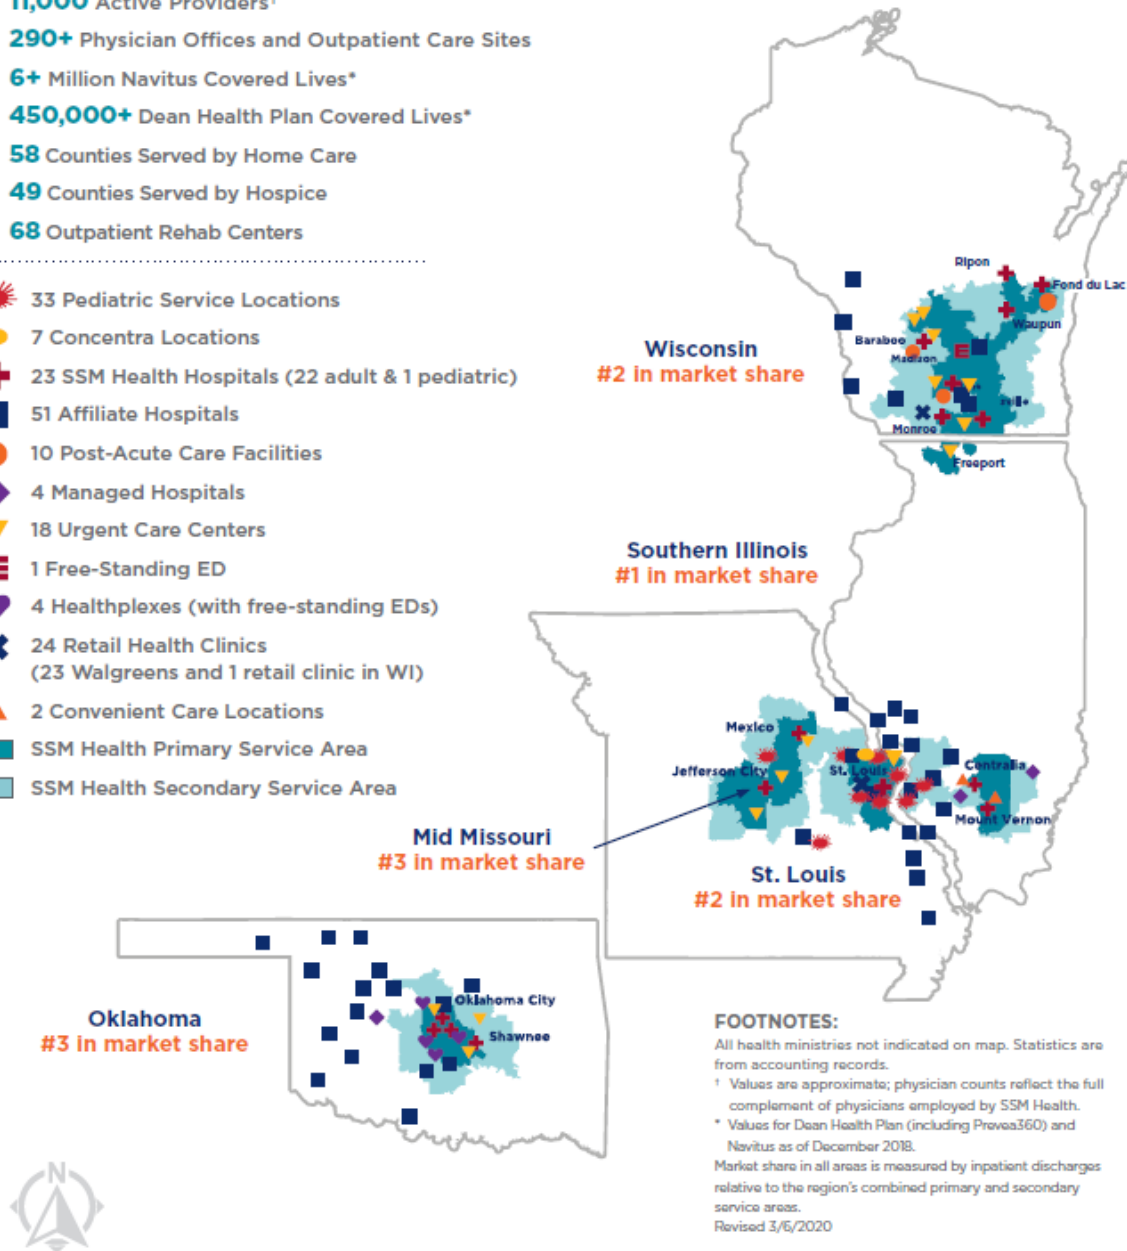 11,000 Active Providers†
290+ Physician Offices and Outpatient Care Sites
6+ Million Navitus Covered Lives*
450,000+ Dean Health Plan Covered Lives*
58 Counties Served by Home Care
49 Counties Served by Hospice
68 Outpatient Rehab Centers
33 Pediatric Service Locations
7 Concentra Locations
23 SSM Health Hospitals (22 adult & 1 pediatric)
51 Affiliate Hospitals
10 Post-Acute Care Facilities
4 Managed Hospitals
18 Urgent Care Centers
1 Free-Standing ED
4 Healthplexes (with free-standing EDs)
24 Retail Health Clinics
(23 Walgreens and 1 retail clinic in WI)
2 Convenient Care Locations
SSM Health Primary Service Area
SSM Health Secondary Service Area
Ripon
Fond du Lac
Waupun
Baraboo
Madison
E
Monroe
Freeport
Wisconsin
#2 in market share
Southern Illinois
#1 in market share
Mexico
Jefferson City
St. Louis
Centralia
Mount Vernon
Mid Missouri
#3 in market share
St. Louis
#2 in market share
Oklahoma City
Shawnee
Oklahoma
#3 in market share
N
FOOTNOTES:
All health ministries not indicated on map. Statistics are
from accounting records.
† Values are approximate; physician counts reflect the full
complement of physicians employed by SSM Health.
* Values for Dean Health Plan (including Prevea360) and
Navitus as of December 2018.
Market share in all areas is measured by inpatient discharges
relative to the region's combined primary and secondary
service areas.
Revised 3/6/2020